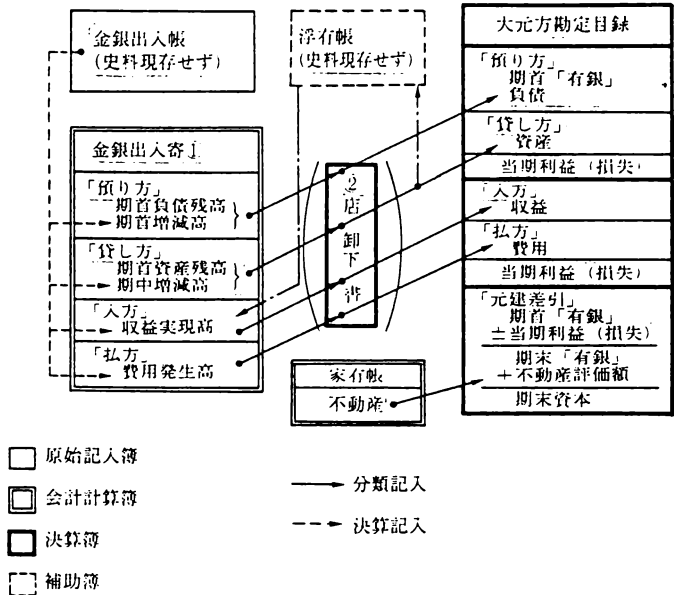 金銀出入帳
(史料現存せず)
浮有帳
(史料現存せず)
大元方勘定目録
「預り方」
期首「有銀」
負債
「貸し方」
資産
当期利益(損失)
「入方」
収益
「払方」
費用
当期利益(損失)
「元建差引」
期首「有銀」
±当期利益(損失)
期末「有銀」
+不動産評価額
期末資本
金銀出入寄①
「預り方」
期首負債残高
期首増減高
「貸し方」
期首資産残高
期中増減高
「入方」
収益実現高
「払方」
費用発生高
②店卸下書
家有帳
不動産
原始記入簿
会計計算簿
決算簿
補助簿
分類記入
決算記入